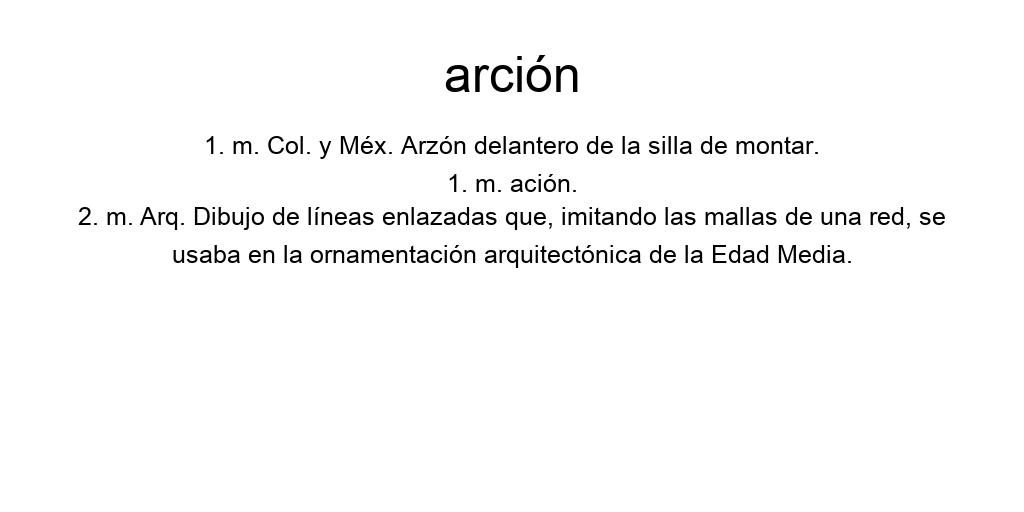 arción
1. m. Col. y Méx. Arzón delantero de la silla de montar.
1. m. ación.
2. m. Arq. Dibujo de líneas enlazadas que, imitando las mallas de una red, se
usaba en la ornamentación arquitectónica de la Edad Media.